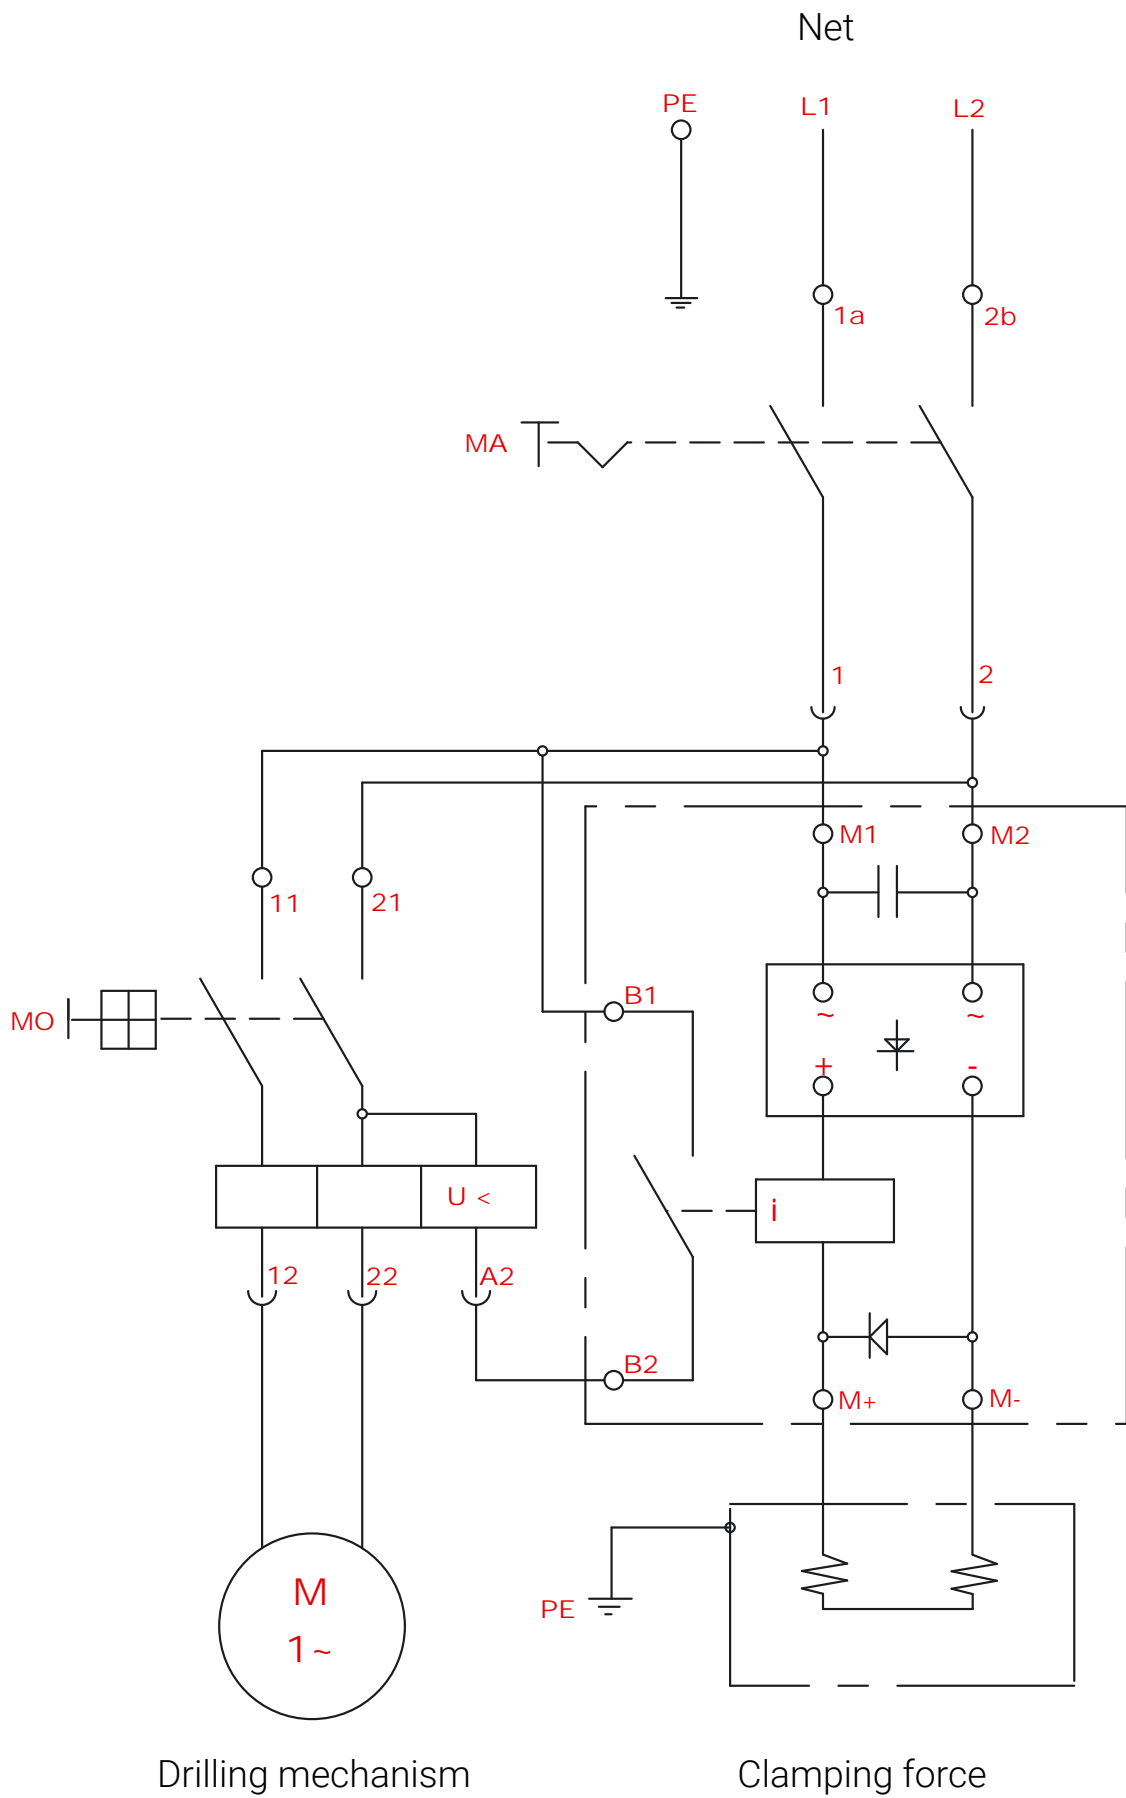 Net
PE L1 L2
1a 2b
MA
1 2
M1 M2
11 21
B1
MO
~ ~
+ -
U <
i
12 22 A2
B2
M+ M-
M
1~
PE
Drilling mechanism Clamping force